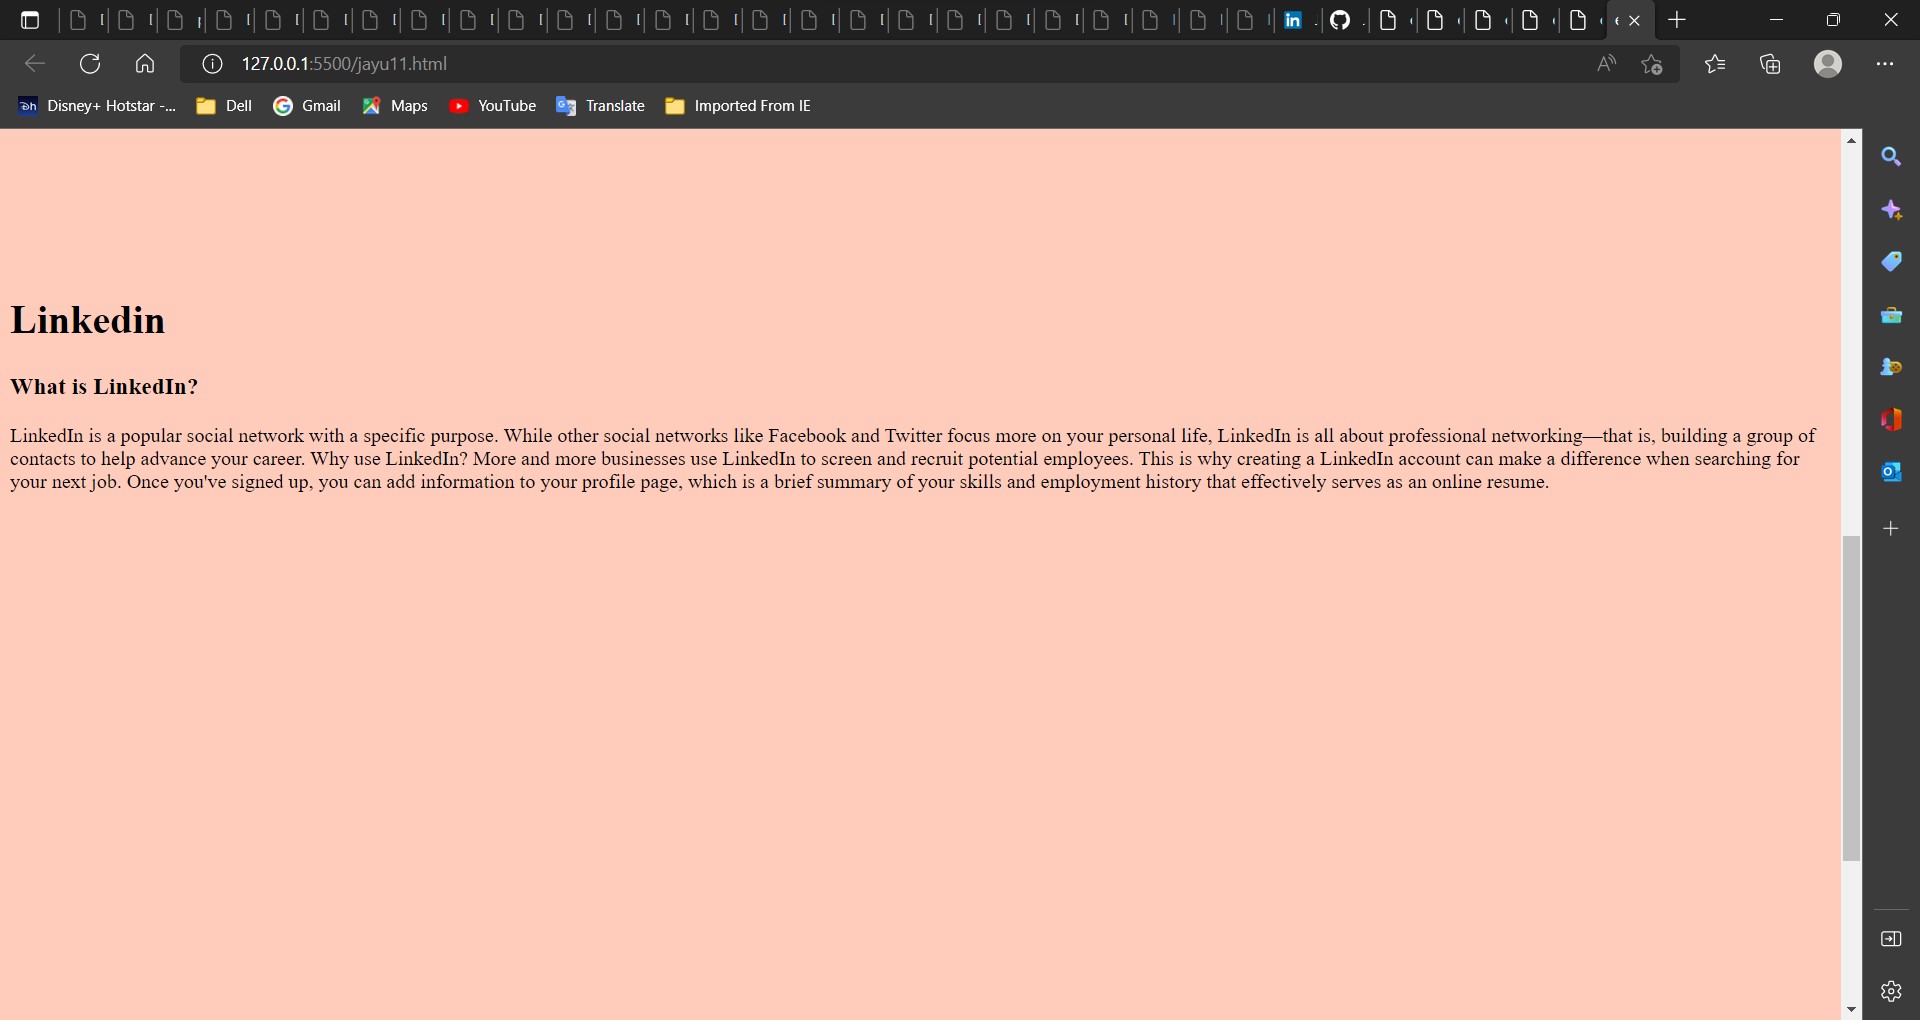 127.0.0.1:5500/jayu11.html
Disney+ Hotstar -...
Dell
Gmail
Maps
YouTube
Translate
Imported From IE
Linkedin
What is LinkedIn?
LinkedIn is a popular social network with a specific purpose. While other social networks like Facebook and Twitter focus more on your personal life, LinkedIn is all about professional networking—that is, building a group of
contacts to help advance your career. Why use LinkedIn? More and more businesses use LinkedIn to screen and recruit potential employees. This is why creating a LinkedIn account can make a difference when searching for
your next job. Once you've signed up, you can add information to your profile page, which is a brief summary of your skills and employment history that effectively serves as an online resume.